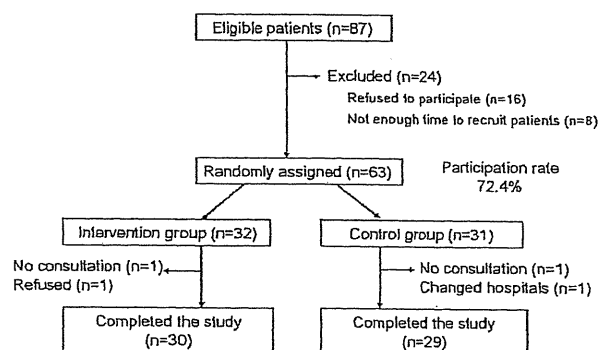 Eligible patients (n=87)
Excluded (n=24)
Refused to participate (n=16)
Not enough time to recruit patients (n=8)
Randomly assigned (n=63)
Participation rate
72.4%
Intervention group (n=32)
Control group (n=31)
No consultation (n=1)
Refused (n=1)
No consultation (n=1)
Changed hospitals (n=1)
Completed the study
(n=30)
Completed the study
(n=29)